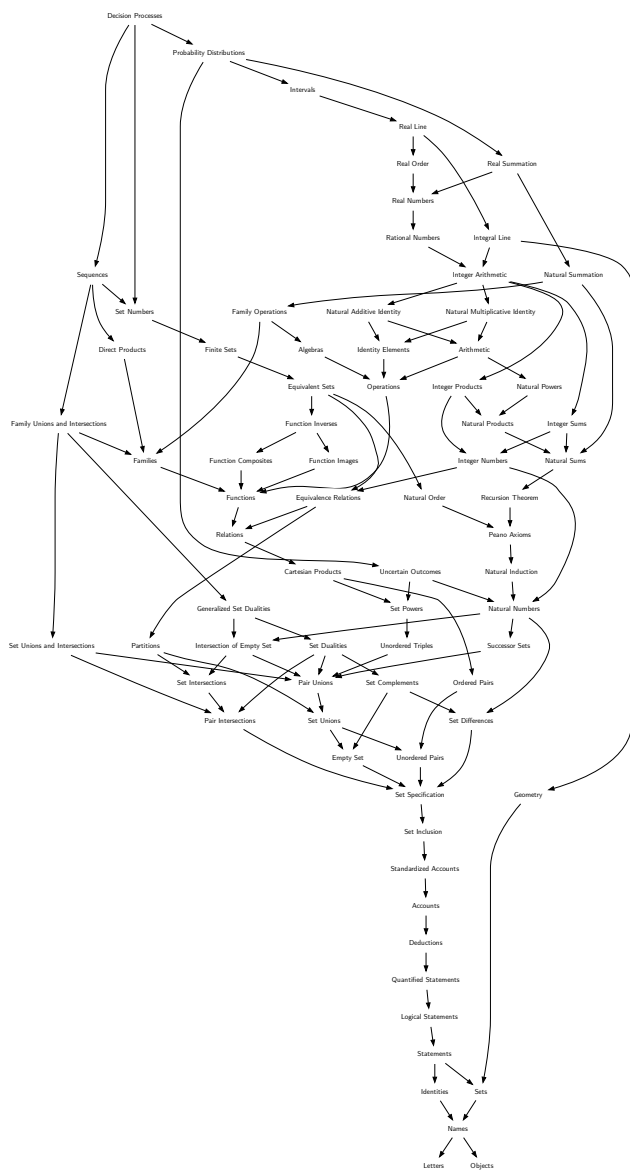 Decision Processes
Probability Distributions
Intervals
Real Line
Real Order
Real Summation
Real Numbers
Rational Numbers
Integral Line
Sequences
Integer Arithmetic
Natural Summation
Set Numbers
Family Operations
Natural Additive Identity
Natural Multiplicative Identity
Direct Products
Finite Sets
Algebras
Identity Elements
Arithmetic
Equivalent Sets
Operations
Integer Products
Natural Powers
Family Unions and Intersections
Function Inverses
Natural Products
Integer Sums
Families
Function Composites
Function Images
Integer Numbers
Natural Sums
Functions
Equivalence Relations
Natural Order
Recursion Theorem
Relations
Peano Axioms
Cartesian Products
Uncertain Outcomes
Natural Induction
Generalized Set Dualities
Set Powers
Natural Numbers
Set Unions and Intersections
Partitions
Intersection of Empty Set
Set Dualities
Unordered Triples
Successor Sets
Set Intersections
Pair Unions
Set Complements
Ordered Pairs
Pair Intersections
Set Unions
Set Differences
Empty Set
Unordered Pairs
Set Specification
Geometry
Set Inclusion
Standardized Accounts
Accounts
Deductions
Quantified Statements
Logical Statements
Statements
Identities
Sets
Names
Letters
Objects